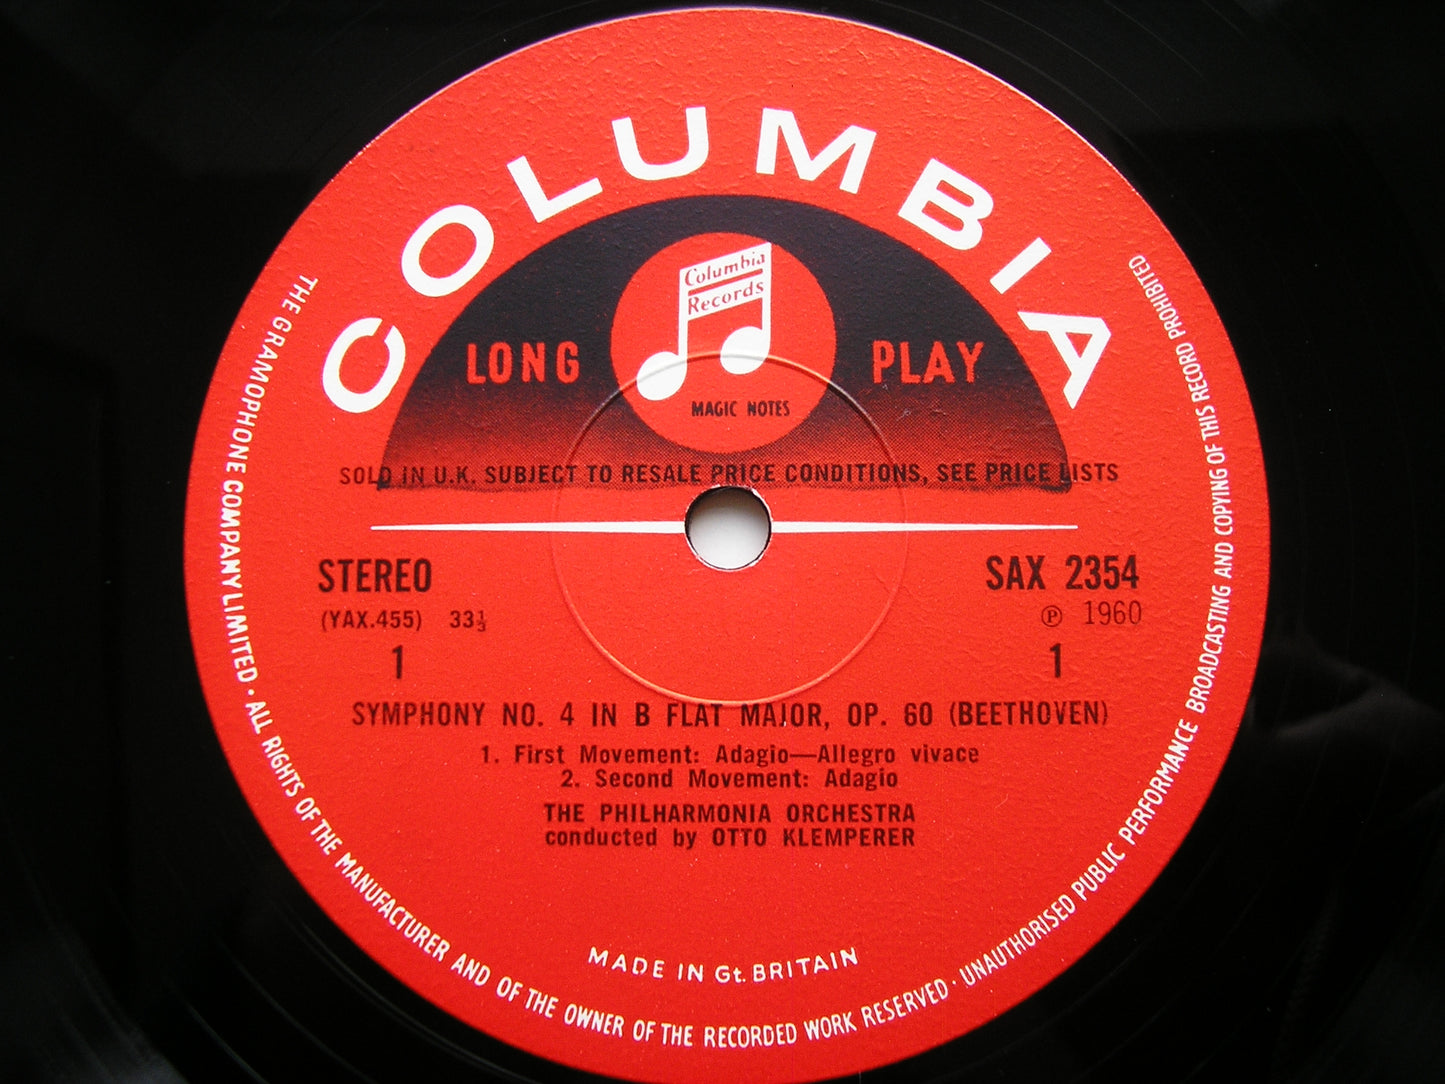 COLUMBIA
Columbia
Records
LONG PLAY
MAGIC NOTES
SOLD IN U.K. SUBJECT TO RESALE PRICE CONDITIONS, SEE PRICE LISTS
STEREO SAX 2354
(YAX.455) 33⅓ ℗ 1960
1 1
SYMPHONY NO. 4 IN B FLAT MAJOR, OP. 60 (BEETHOVEN)
1. First Movement: Adagio—Allegro vivace
2. Second Movement: Adagio
THE PHILHARMONIA ORCHESTRA
conducted by OTTO KLEMPERER
MADE IN Gt. BRITAIN
THE GRAMOPHONE COMPANY LIMITED · ALL RIGHTS OF THE MANUFACTURER AND OF THE OWNER OF THE RECORDED WORK RESERVED · UNAUTHORISED PUBLIC PERFORMANCE BROADCASTING AND COPYING OF THIS RECORD PROHIBITED